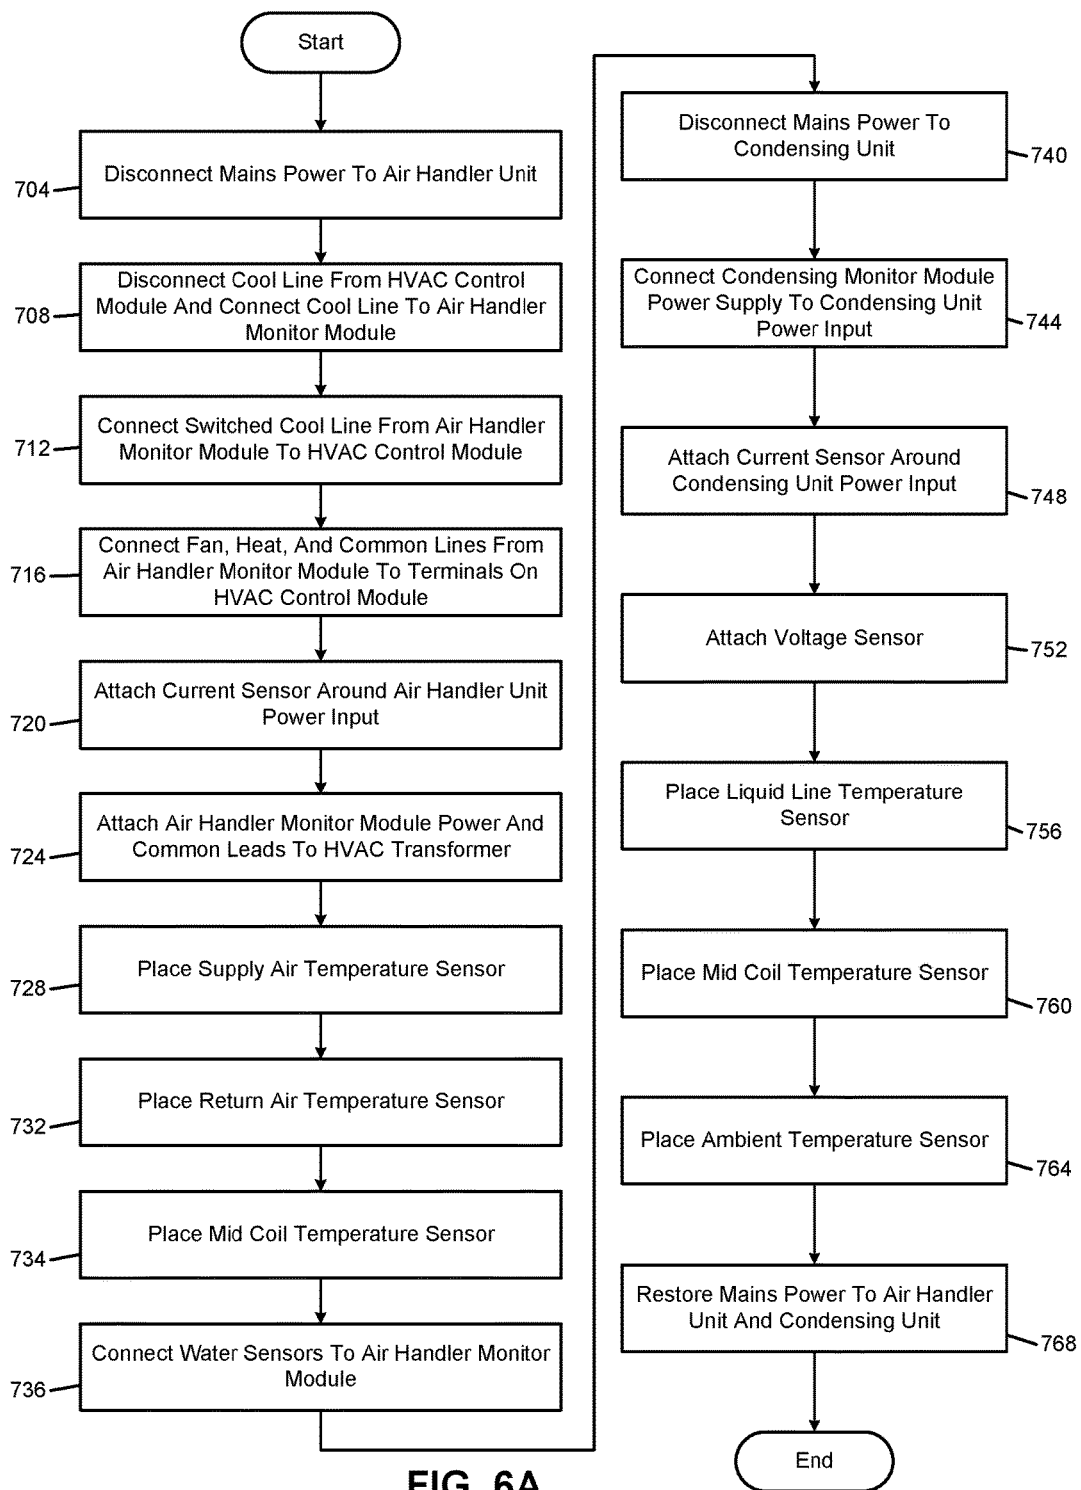 Start
704
Disconnect Mains Power To Air Handler Unit
708
Disconnect Cool Line From HVAC Control
Module And Connect Cool Line To Air Handler
Monitor Module
712
Connect Switched Cool Line From Air Handler
Monitor Module To HVAC Control Module
716
Connect Fan, Heat, And Common Lines From
Air Handler Monitor Module To Terminals On
HVAC Control Module
720
Attach Current Sensor Around Air Handler Unit
Power Input
724
Attach Air Handler Monitor Module Power And
Common Leads To HVAC Transformer
728
Place Supply Air Temperature Sensor
732
Place Return Air Temperature Sensor
734
Place Mid Coil Temperature Sensor
736
Connect Water Sensors To Air Handler Monitor
Module
Disconnect Mains Power To
Condensing Unit
740
Connect Condensing Monitor Module
Power Supply To Condensing Unit
Power Input
744
Attach Current Sensor Around
Condensing Unit Power Input
748
Attach Voltage Sensor
752
Place Liquid Line Temperature
Sensor
756
Place Mid Coil Temperature Sensor
760
Place Ambient Temperature Sensor
764
Restore Mains Power To Air Handler
Unit And Condensing Unit
768
End
FIG. 6A